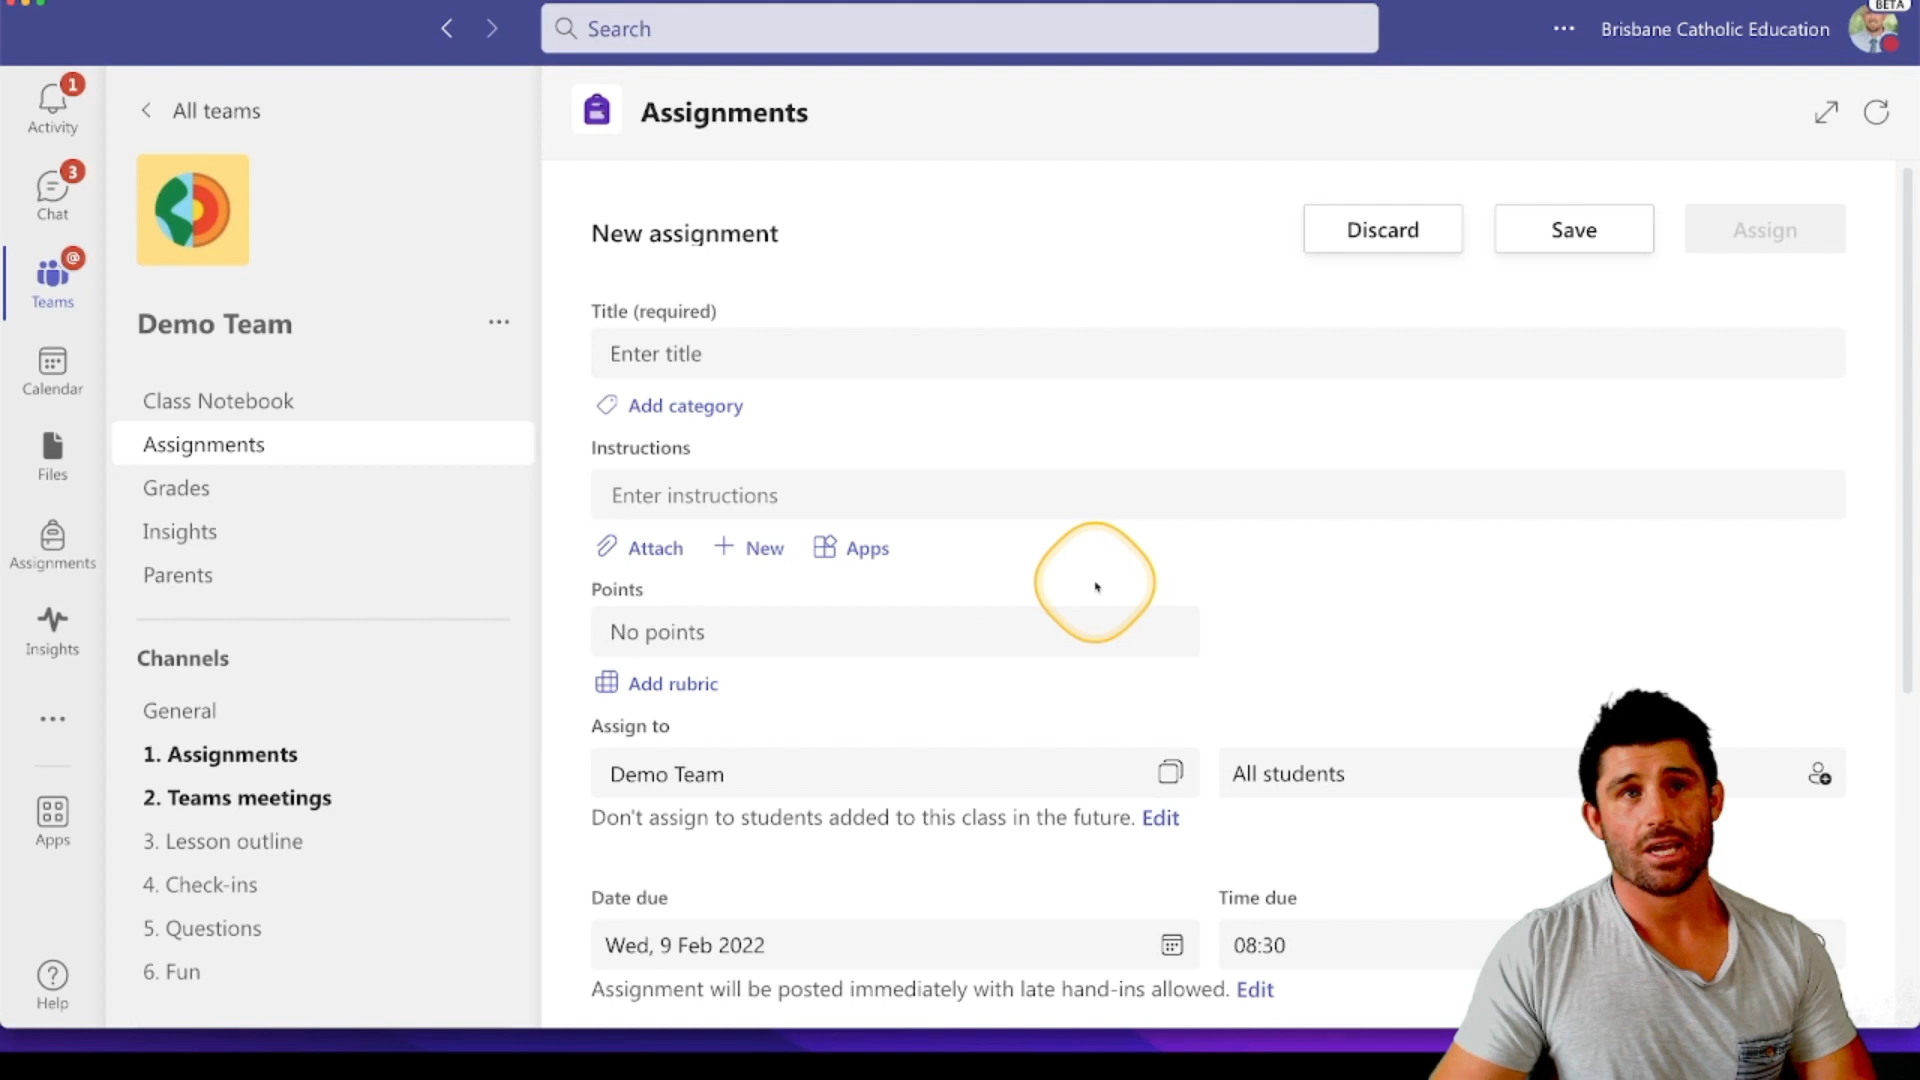 BETA
Search
Brisbane Catholic Education
1
Activity
3
Chat
@
Teams
Calendar
Files
Assignments
Insights
Apps
Help
All teams
Demo Team
Class Notebook
Assignments
Grades
Insights
Parents
Channels
General
1. Assignments
2. Teams meetings
3. Lesson outline
4. Check-ins
5. Questions
6. Fun
Assignments
New assignment
Discard
Save
Assign
Title (required)
Enter title
Add category
Instructions
Enter instructions
Attach
New
Apps
Points
No points
Add rubric
Assign to
Demo Team
All students
Don't assign to students added to this class in the future. Edit
Date due
Time due
Wed, 9 Feb 2022
08:30
Assignment will be posted immediately with late hand-ins allowed. Edit